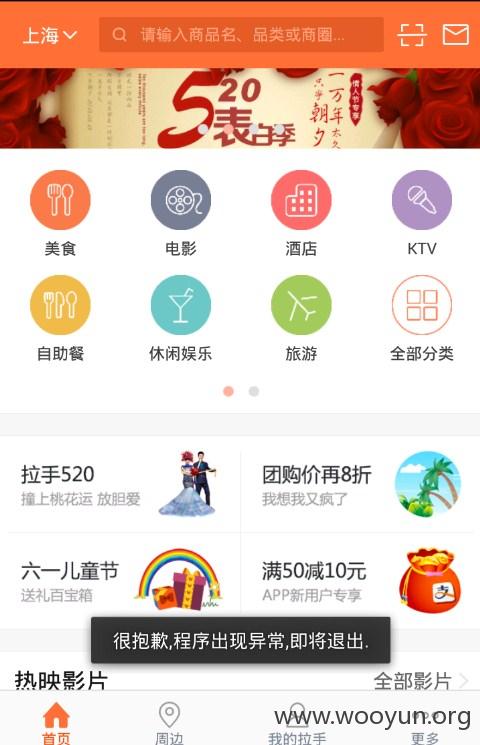 上海
请输入商品名、品类或商圈...
520
表白季
一万年太久
只争朝夕
情人节专享
美食
电影
酒店
KTV
自助餐
休闲娱乐
旅游
全部分类
拉手520
撞上桃花运 放胆爱
团购价再8折
我想我又疯了
六一儿童节
送礼百宝箱
满50减10元
APP新用户专享
支
很抱歉,程序出现异常,即将退出.
热映影片
全部影片
www.wooyun.org
首页
周边
我的拉手
更多